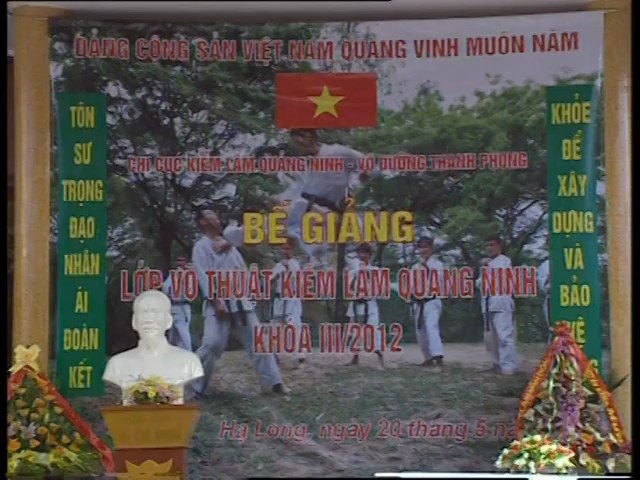 ĐẢNG CỘNG SẢN VIỆT NAM QUANG VINH MUÔN NĂM
TÔN
SƯ
TRỌNG
ĐẠO
NHÂN
ÁI
ĐOÀN
KẾT
CHI CỤC KIỂM LÂM QUẢNG NINH - VÕ ĐƯỜNG THANH PHONG
BẾ GIẢNG
LỚP VÕ THUẬT KIỂM LÂM QUẢNG NINH
KHÓA III/2012
Hạ Long, ngày 20 tháng 5
KHỎE
ĐỂ
XÂY
DỰNG
VÀ
BẢO
VỆ